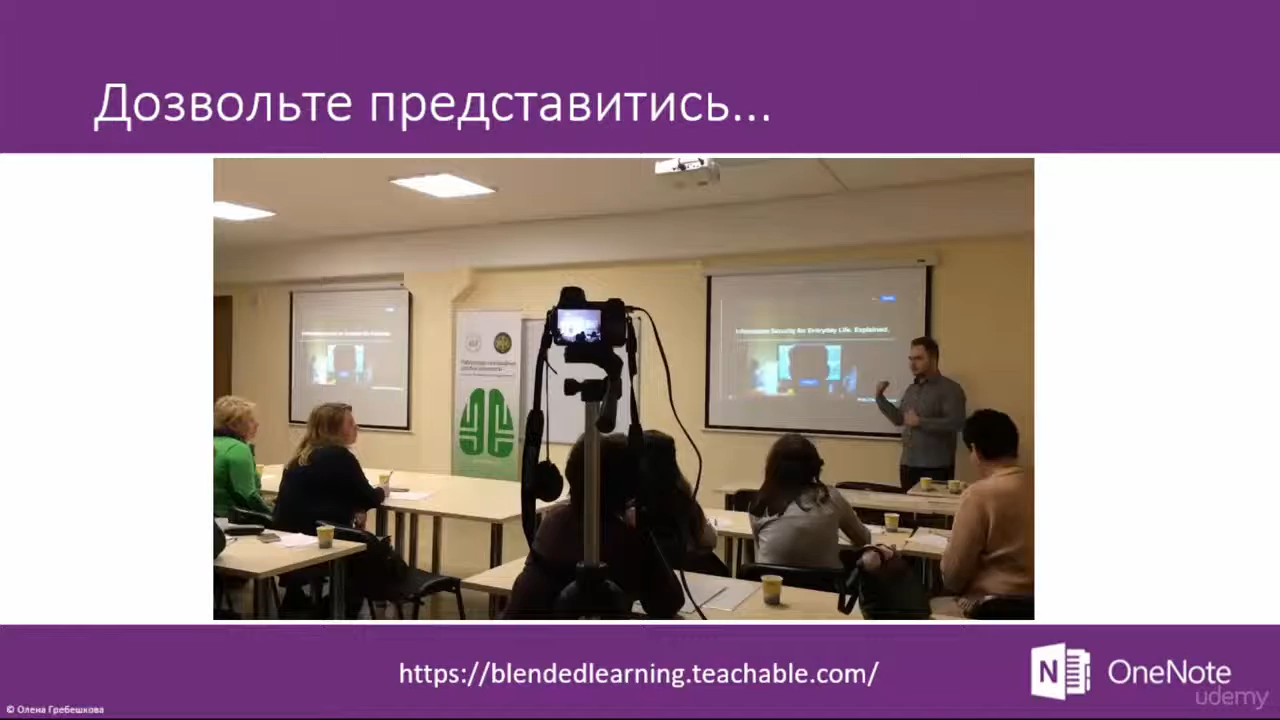 Дозвольте представитись...
Information Security for Everyday Life. Explained.
https://blendedlearning.teachable.com/
N
OneNote
udemy
© Олена Гребешкова